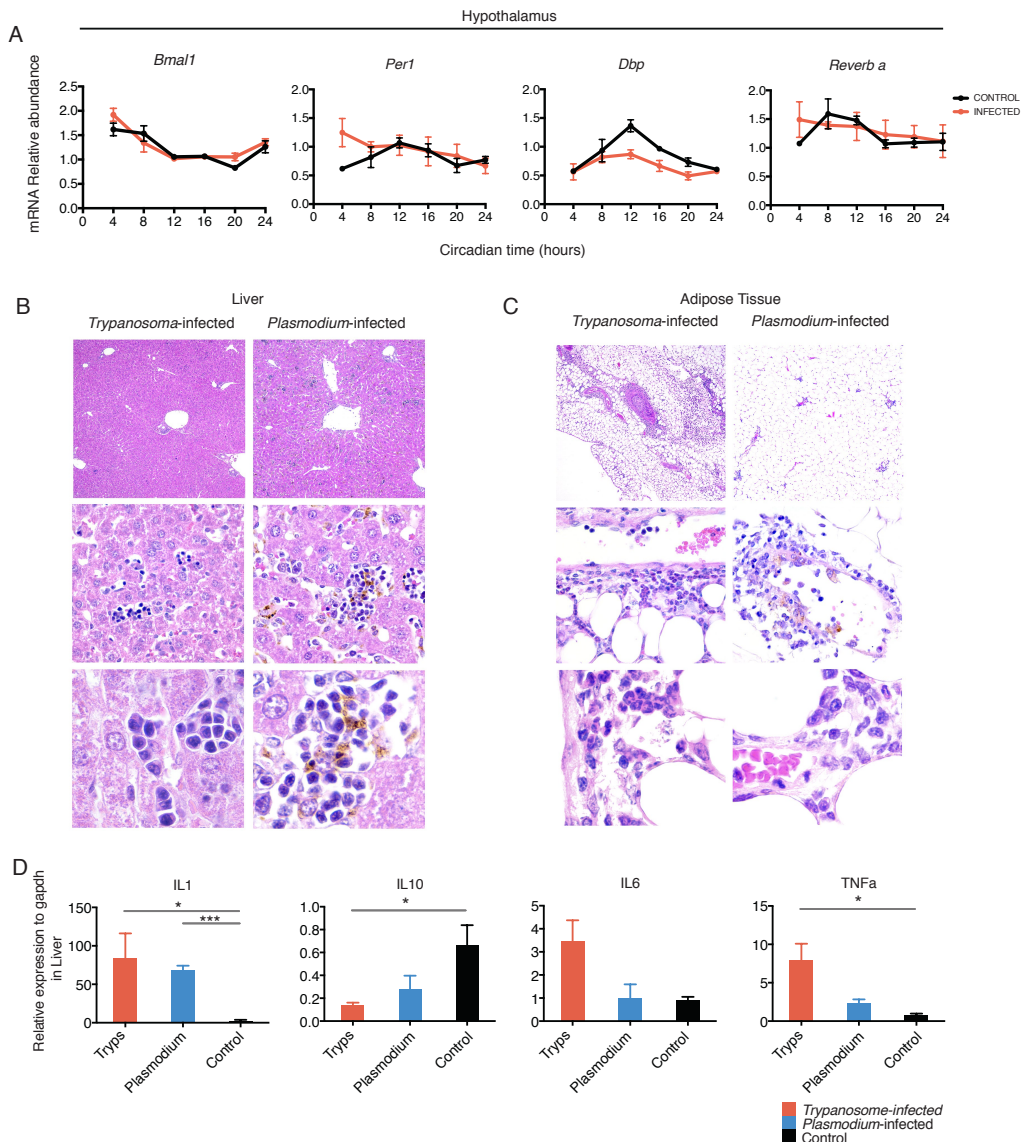 Hypothalamus
A
Bmal1
Per1
Dbp
Reverb a
mRNA Relative abundance
2.5
2.0
1.5
1.0
0.5
0.0
0 4 8 12 16 20 24
2.0
1.5
1.0
0.5
0.0
0 4 8 12 16 20 24
2.0
1.5
1.0
0.5
0.0
0 4 8 12 16 20 24
2.0
1.5
1.0
0.5
0.0
0 4 8 12 16 20 24
CONTROL
INFECTED
Circadian time (hours)
B
Liver
Trypanosoma-infected
Plasmodium-infected
C
Adipose Tissue
Trypanosoma-infected
Plasmodium-infected
D
Relative expression to gapdh
in Liver
IL1
150
100
50
0
*
***
Tryps
Plasmodium
Control
IL10
1.0
0.8
0.6
0.4
0.2
0.0
*
Tryps
Plasmodium
Control
IL6
5
4
3
2
1
0
Tryps
Plasmodium
Control
TNFa
15
10
5
0
*
Tryps
Plasmodium
Control
Trypanosome-infected
Plasmodium-infected
Control